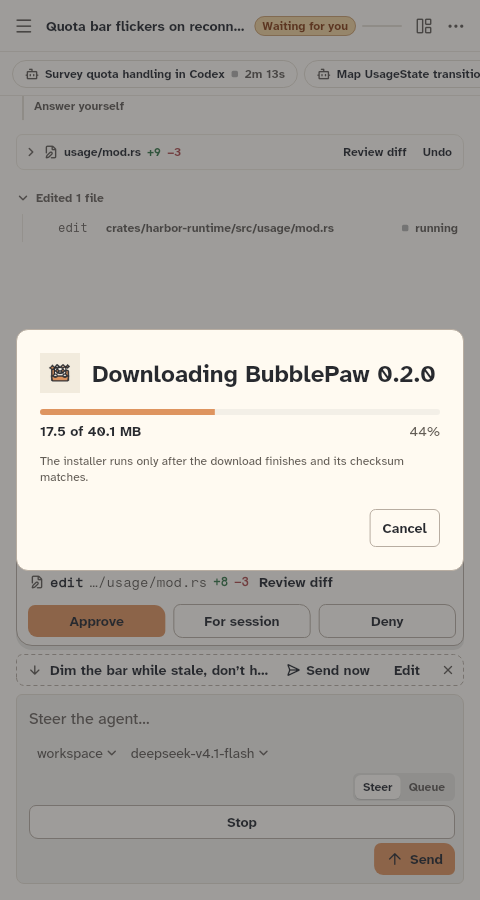 Quota bar flickers on reconn… Waiting for you
Survey quota handling in Codex 2m 13s Map UsageState transitio
Answer yourself
usage/mod.rs +9 −3 Review diff Undo
Edited 1 file
edit crates/harbor-runtime/src/usage/mod.rs running
Downloading BubblePaw 0.2.0
17.5 of 40.1 MB 44%
The installer runs only after the download finishes and its checksum
matches.
Cancel
edit …/usage/mod.rs +8 −3 Review diff
Approve For session Deny
Dim the bar while stale, don’t h… Send now Edit
Steer the agent…
workspace deepseek-v4.1-flash
Steer Queue
Stop
Send